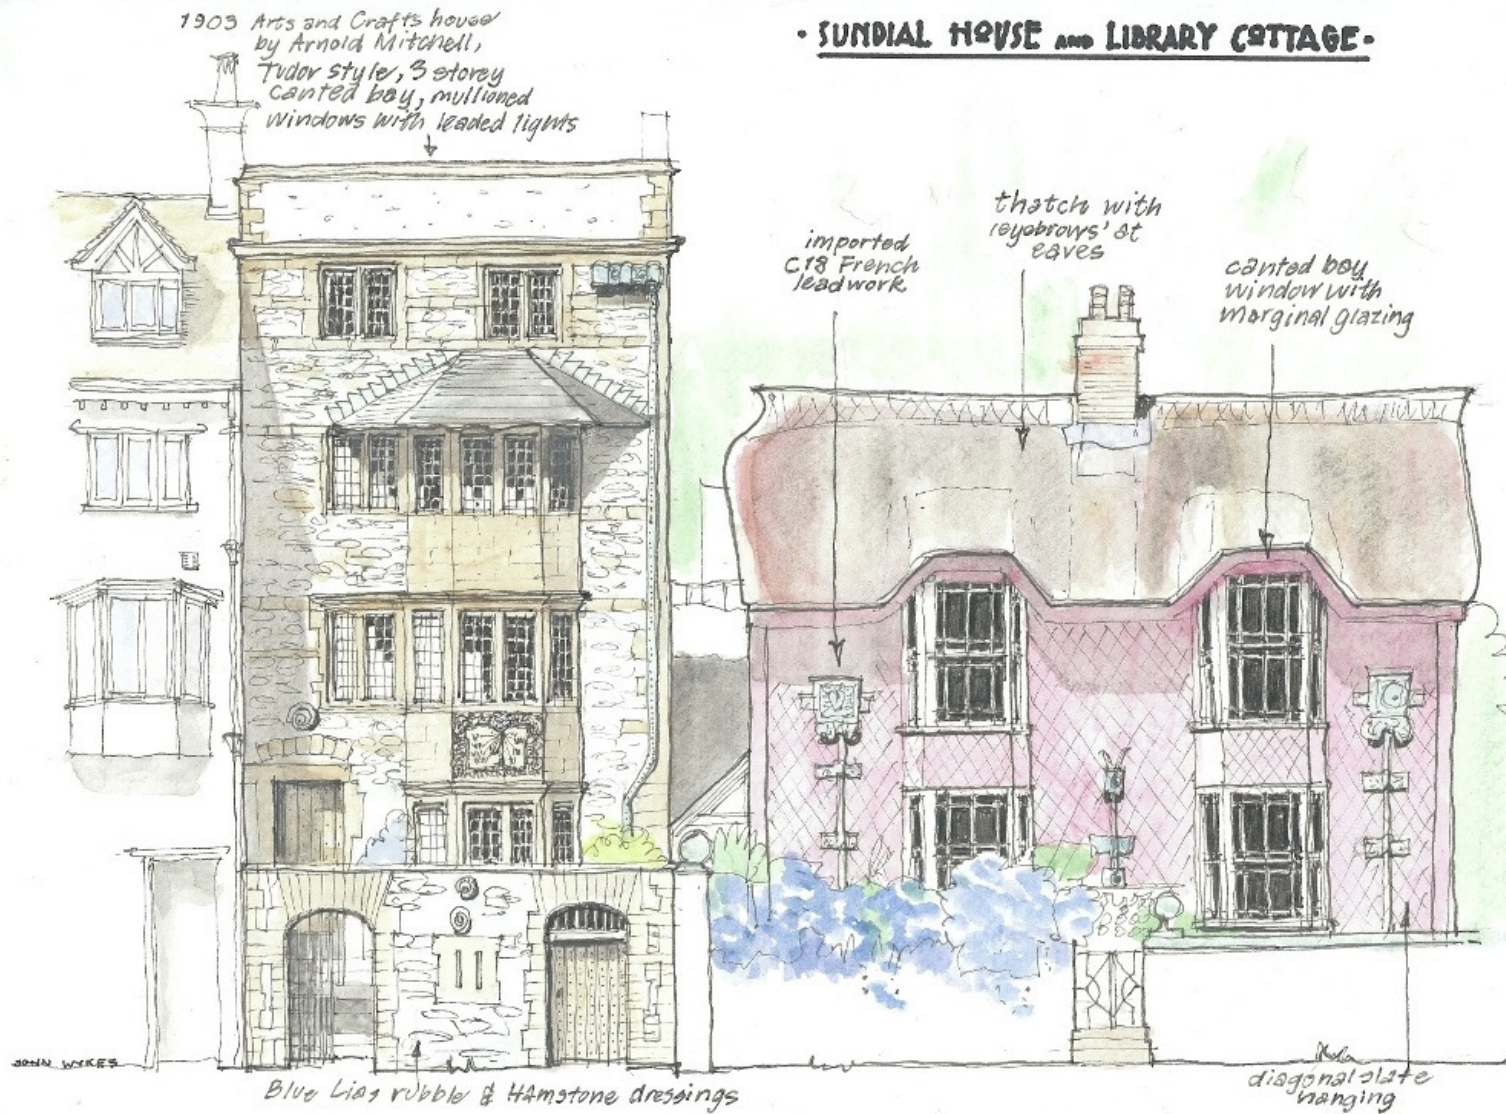 1903 Arts and Crafts house
by Arnold Mitchell,
Tudor style, 3 storey
canted bay, mullioned
windows with leaded lights
• SUNDIAL HOUSE AND LIBRARY COTTAGE •
imported
C18 French
leadwork
thatch with
'eyebrows' at
eaves
canted bay
window with
marginal glazing
JOHN WYKES
Blue Lias rubble & Hamstone dressings
diagonal slate
hanging